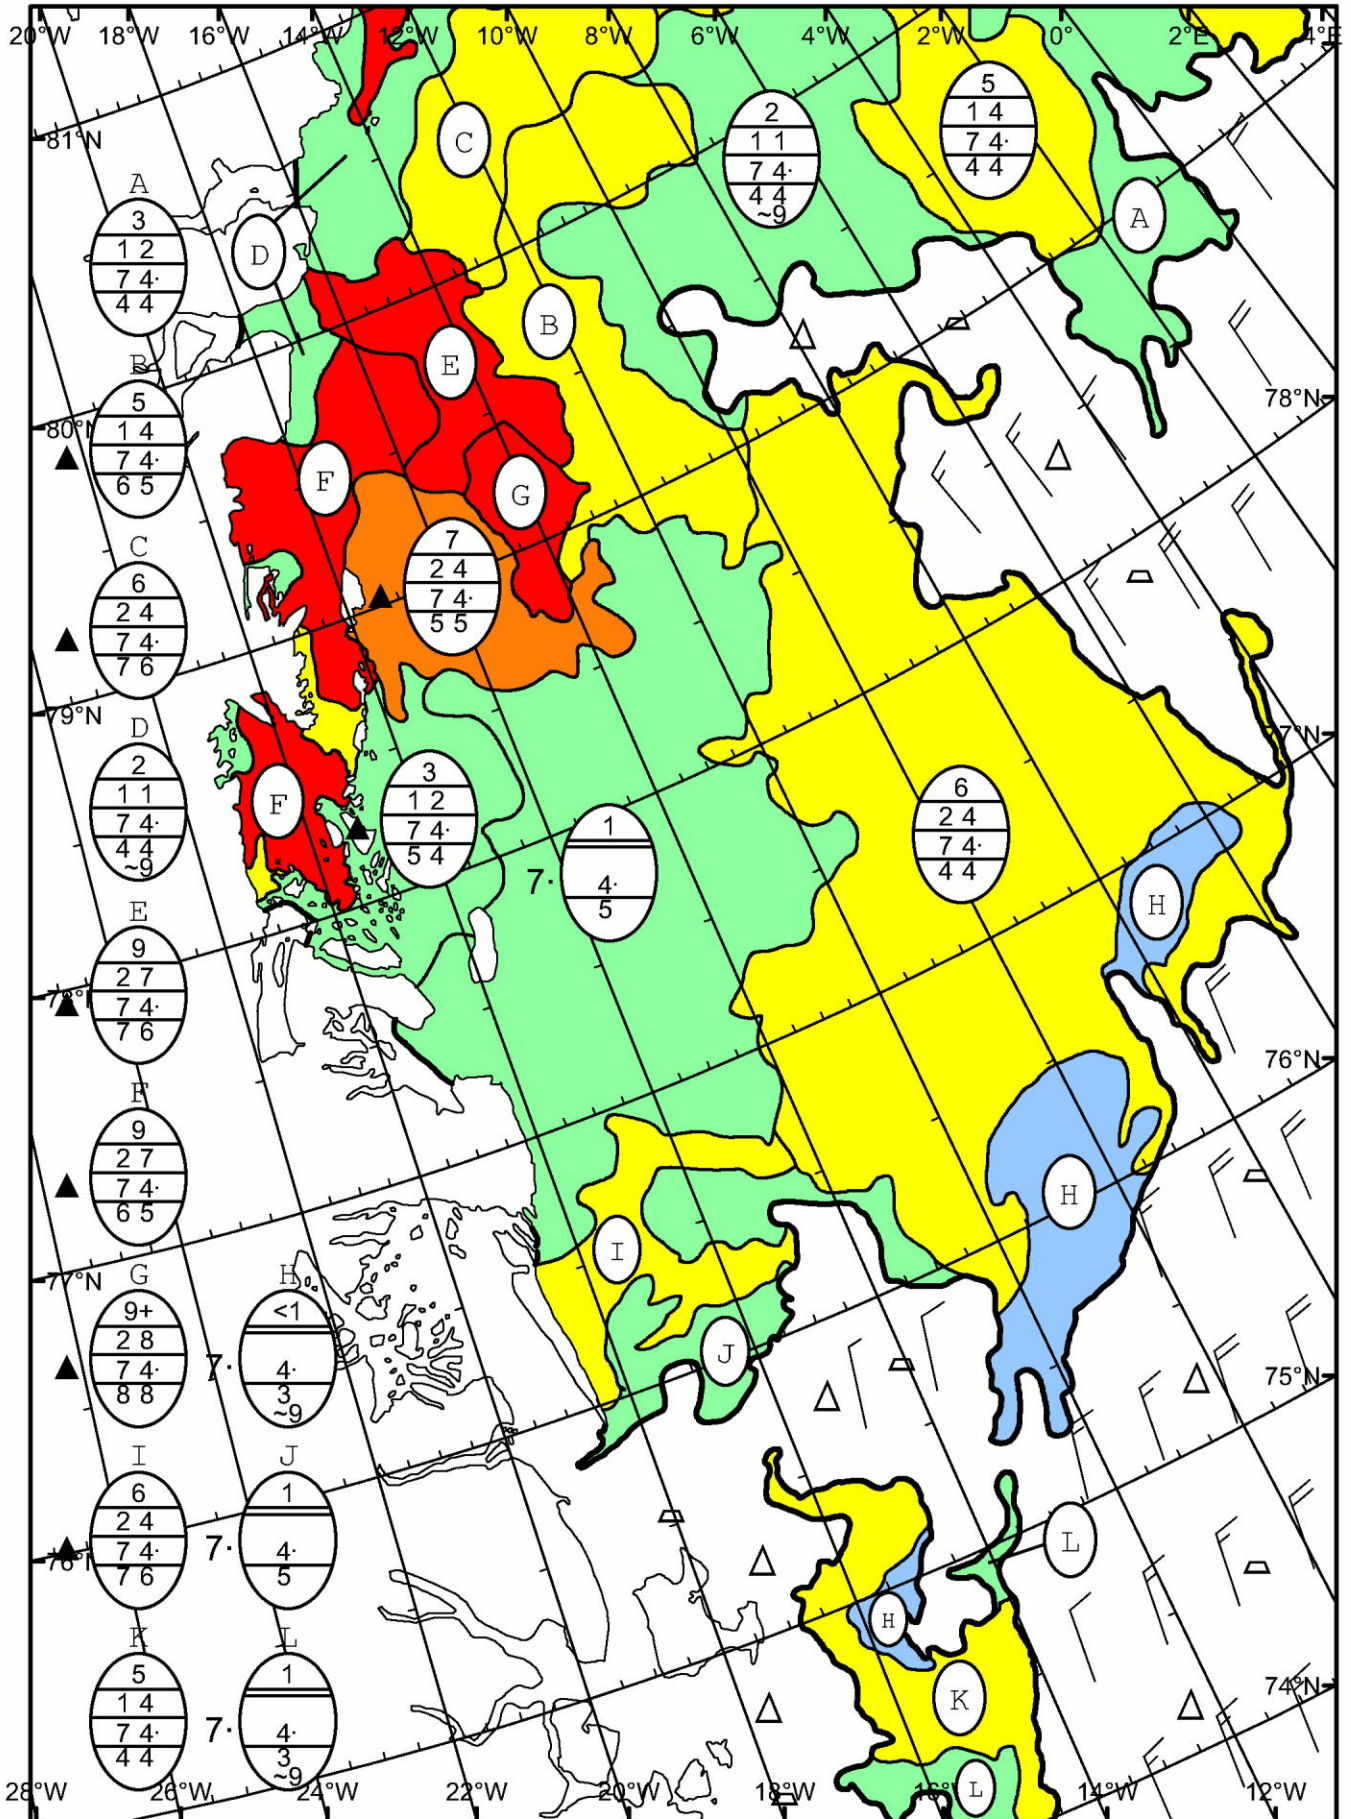 20°W 18°W 16°W 14°W 12°W 10°W 8°W 6°W 4°W 2°W 0° 2°E 4°E
81°N
C
5
1 4
7 4·
4 4
2
1 1
7 4·
4 4
~9
A
3
1 2
7 4·
4 4
D
A
B
E
B
5
1 4
7 4·
6 5
80°N
78°N
F
G
C
6
2 4
7 4·
7 6
7
2 4
7 4·
5 5
79°N
77°N
D
2
1 1
7 4·
4 4
~9
F
3
1 2
7 4·
5 4
1
7·
4·
5
6
2 4
7 4·
4 4
H
E
9
2 7
7 4·
7 6
78°N
76°N
F
9
2 7
7 4·
6 5
H
I
77°N
G
9+
2 8
7 4·
8 8
H
<1
7·
4·
3
~9
J
75°N
I
6
2 4
7 4·
7 6
J
1
7·
4·
5
76°N
L
H
K
5
1 4
7 4·
4 4
L
1
7·
4·
3
~9
K
74°N
L
28°W 26°W 24°W 22°W 20°W 18°W 16°W 14°W 12°W